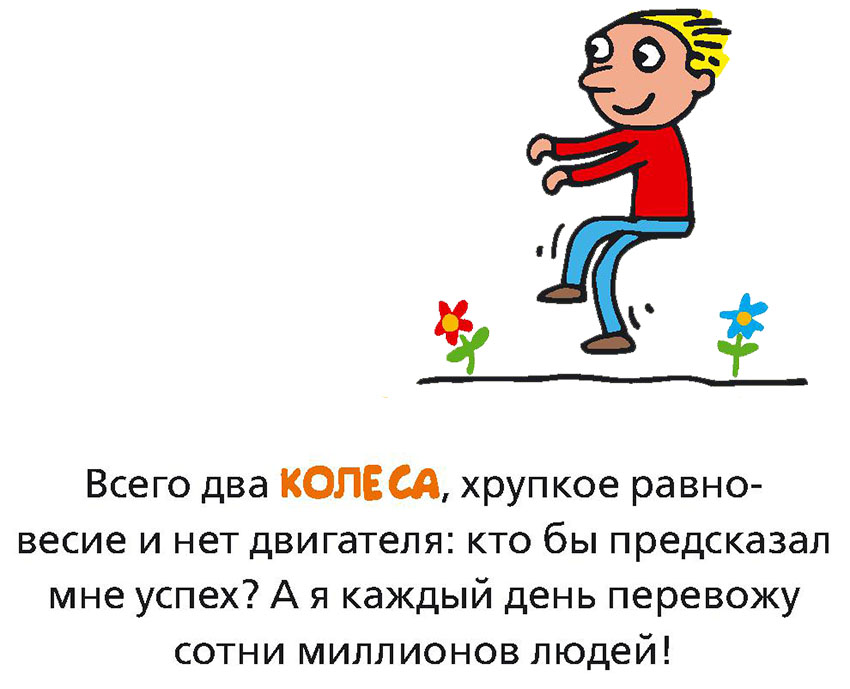 Всего два КОЛЕСА, хрупкое равно-
весие и нет двигателя: кто бы предсказал
мне успех? А я каждый день перевожу
сотни миллионов людей!